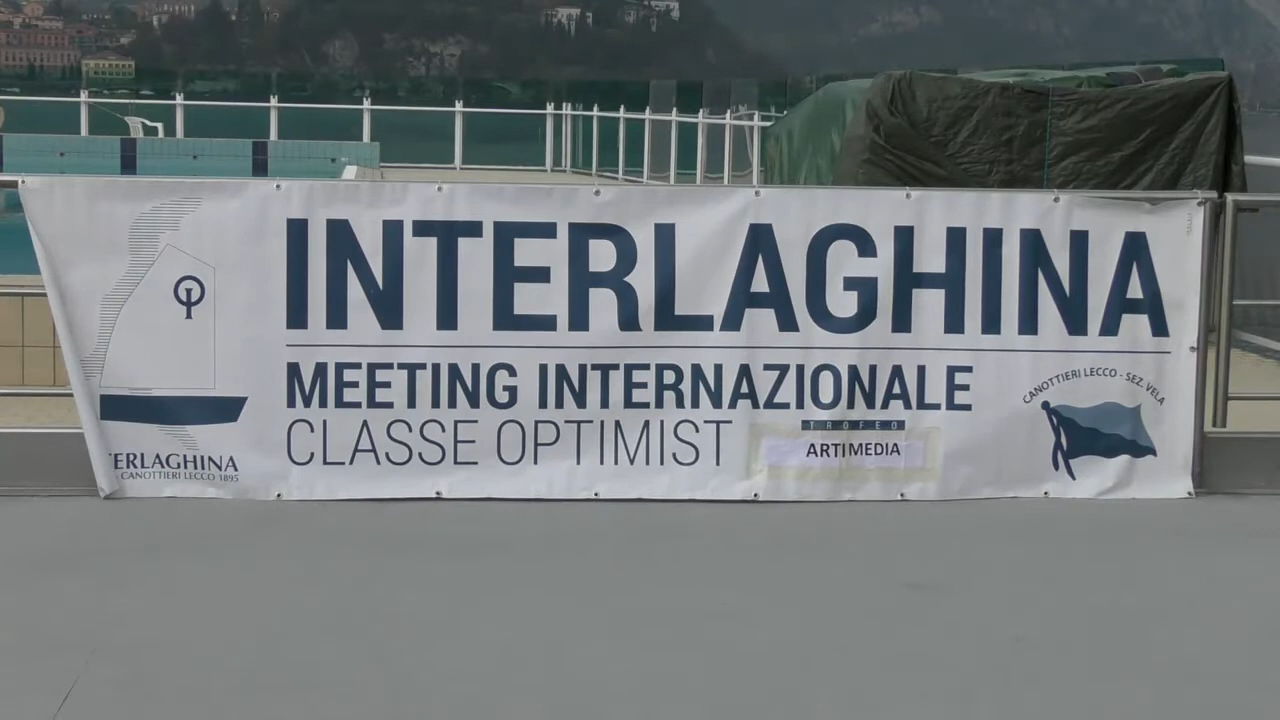 INTERLAGHINA
MEETING INTERNAZIONALE
CLASSE OPTIMIST
TROFEO
ARTIMEDIA
ERLAGHINA
CANOTTIERI LECCO 1895
CANOTTIERI LECCO - SEZ. VELA